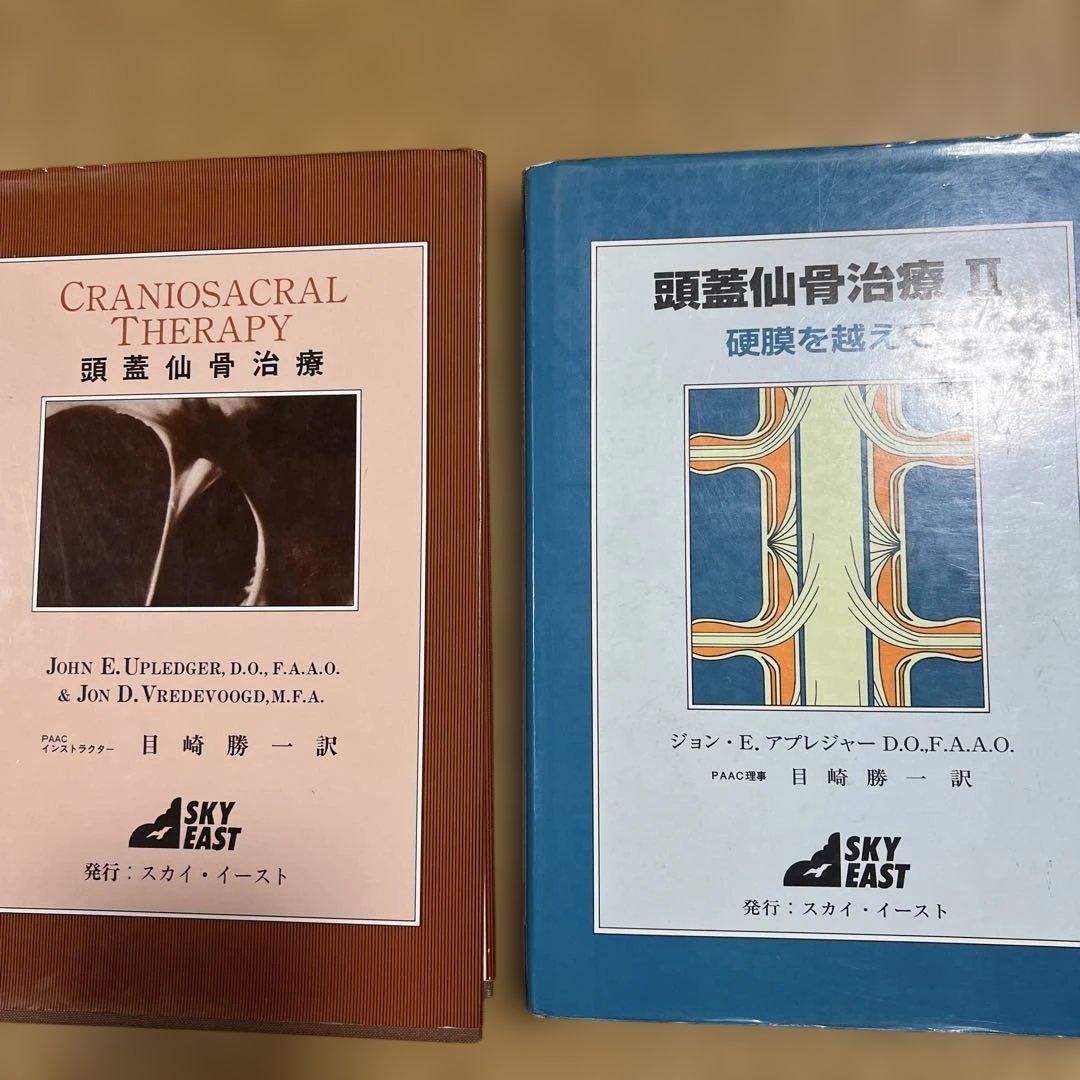 CRANIOSACRAL
THERAPY
頭蓋仙骨治療
JOHN E. UPLEDGER, D.O., F.A.A.O.
& JON D. VREDEVOOGD, M.F.A.
PAAC
インストラクター 目崎勝一訳
SKY
EAST
発行：スカイ・イースト
頭蓋仙骨治療 II
硬膜を越えて
ジョン・E. アプレジャー D.O.,F.A.A.O.
PAAC理事 目崎勝一訳
SKY
EAST
発行：スカイ・イースト